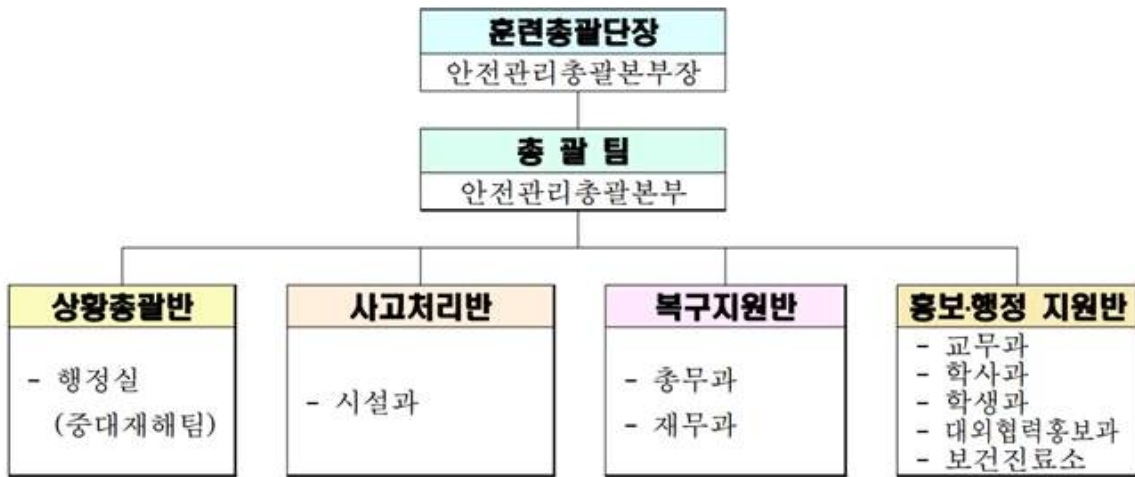 훈련총괄단장
안전관리총괄본부장
총 괄 팀
안전관리총괄본부
상황총괄반
- 행정실
(중대재해팀)
사고처리반
- 시설과
복구지원반
- 총무과
- 재무과
홍보·행정 지원반
- 교무과
- 학사과
- 학생과
- 대외협력홍보과
- 보건진료소